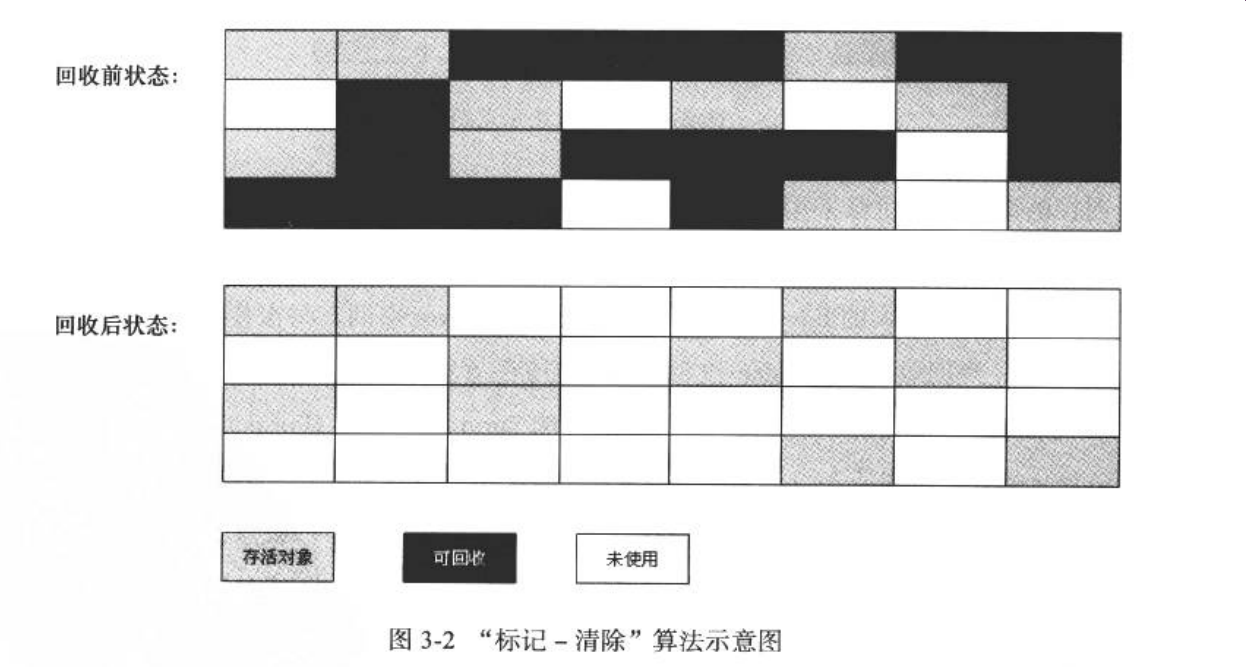 回收前状态：
回收后状态：
存活对象
可回收
未使用
图 3-2 “标记 – 清除”算法示意图